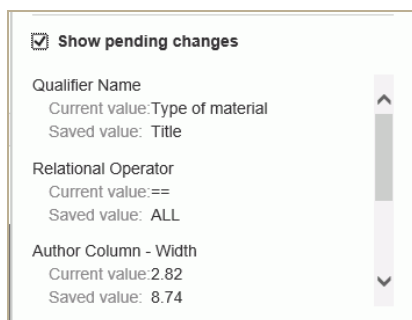 Show pending changes
Qualifier Name
Current value:Type of material
Saved value: Title
Relational Operator
Current value:==
Saved value: ALL
Author Column - Width
Current value:2.82
Saved value: 8.74